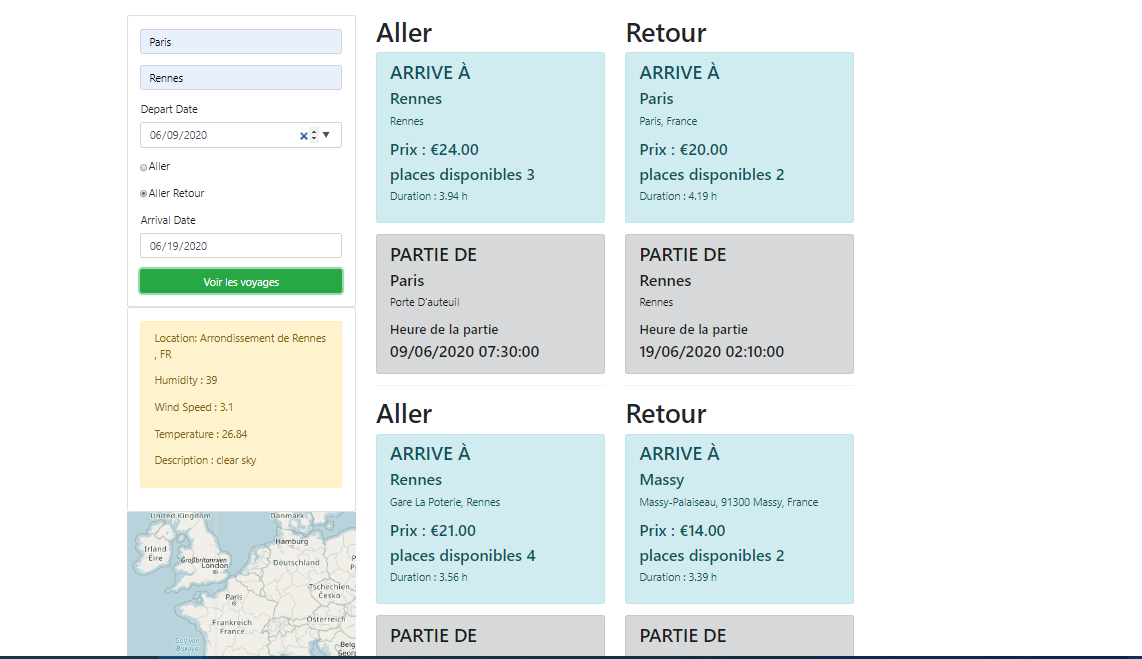 Paris
Rennes
Depart Date
06/09/2020
Aller
Aller Retour
Arrival Date
06/19/2020
Voir les voyages
Location: Arrondissement de Rennes
, FR
Humidity : 39
Wind Speed : 3.1
Temperature : 26.84
Description : clear sky
United Kingdom
Danmark
Hamburg
Irland
Éire
Großbritannien
London
Deutschland
Tschechien
Česko
Paris
Frankreich
France
Österreich
Golf von
Biskaya
Aller
ARRIVE À
Rennes
Rennes
Prix : €24.00
places disponibles 3
Duration : 3.94 h
PARTIE DE
Paris
Porte D'auteuil
Heure de la partie
09/06/2020 07:30:00
Retour
ARRIVE À
Paris
Paris, France
Prix : €20.00
places disponibles 2
Duration : 4.19 h
PARTIE DE
Rennes
Rennes
Heure de la partie
19/06/2020 02:10:00
Aller
ARRIVE À
Rennes
Gare La Poterie, Rennes
Prix : €21.00
places disponibles 4
Duration : 3.56 h
PARTIE DE
Retour
ARRIVE À
Massy
Massy-Palaiseau, 91300 Massy, France
Prix : €14.00
places disponibles 2
Duration : 3.39 h
PARTIE DE